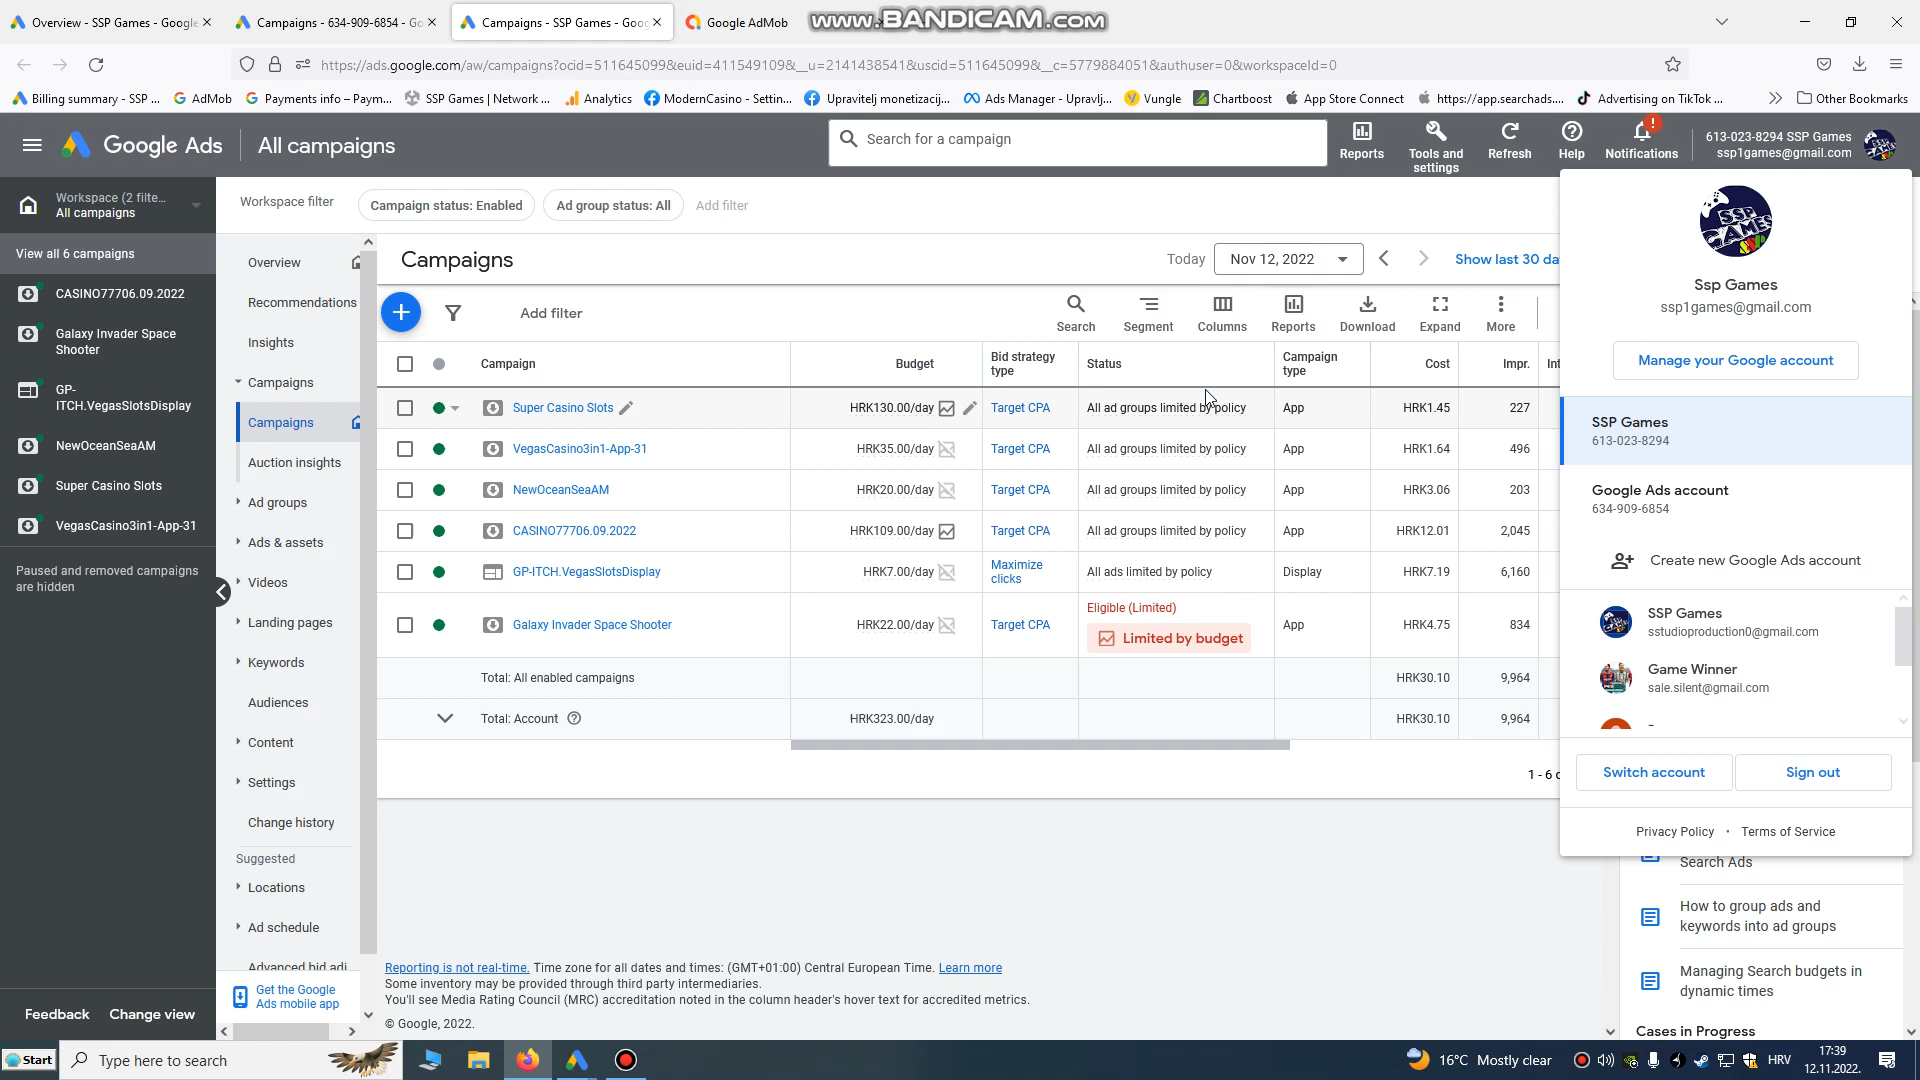 Overview - SSP Games - Google
Campaigns - 634-909-6854 - Go
Campaigns - SSP Games - Goog
Google AdMob
WWW.BANDICAM.COM
https://ads.google.com/aw/campaigns?ocid=511645099&euid=411549109&__u=2141438541&uscid=511645099&__c=5779884051&authuser=0&workspaceId=0
Billing summary - SSP ...
AdMob
Payments info – Paym...
SSP Games | Network ...
Analytics
ModernCasino - Settin...
Upravitelj monetizacij...
Ads Manager - Upravlj...
Vungle
Chartboost
App Store Connect
https://app.searchads....
Advertising on TikTok ...
Other Bookmarks
Google Ads
All campaigns
Search for a campaign
Reports
Tools and
settings
Refresh
Help
Notifications
613-023-8294 SSP Games
ssp1games@gmail.com
Workspace (2 filte...
All campaigns
View all 6 campaigns
CASINO77706.09.2022
Galaxy Invader Space
Shooter
GP-
ITCH.VegasSlotsDisplay
NewOceanSeaAM
Super Casino Slots
VegasCasino3in1-App-31
Paused and removed campaigns
are hidden
Feedback
Change view
Workspace filter
Campaign status: Enabled
Ad group status: All
Add filter
Overview
Recommendations
Insights
Campaigns
Campaigns
Auction insights
Ad groups
Ads & assets
Videos
Landing pages
Keywords
Audiences
Content
Settings
Change history
Suggested
Locations
Ad schedule
Advanced bid adj
Get the Google
Ads mobile app
Campaigns
Today
Nov 12, 2022
Show last 30 da
Add filter
Search
Segment
Columns
Reports
Download
Expand
More
Campaign
Budget
Bid strategy
type
Status
Campaign
type
Cost
Impr.
Int
Super Casino Slots
HRK130.00/day
Target CPA
All ad groups limited by policy
App
HRK1.45
227
VegasCasino3in1-App-31
HRK35.00/day
Target CPA
All ad groups limited by policy
App
HRK1.64
496
NewOceanSeaAM
HRK20.00/day
Target CPA
All ad groups limited by policy
App
HRK3.06
203
CASINO77706.09.2022
HRK109.00/day
Target CPA
All ad groups limited by policy
App
HRK12.01
2,045
GP-ITCH.VegasSlotsDisplay
HRK7.00/day
Maximize
clicks
All ads limited by policy
Display
HRK7.19
6,160
Galaxy Invader Space Shooter
HRK22.00/day
Target CPA
Eligible (Limited)
Limited by budget
App
HRK4.75
834
Total: All enabled campaigns
HRK30.10
9,964
Total: Account
HRK323.00/day
HRK30.10
9,964
1 - 6 o
Reporting is not real-time. Time zone for all dates and times: (GMT+01:00) Central European Time. Learn more
Some inventory may be provided through third party intermediaries.
You'll see Media Rating Council (MRC) accreditation noted in the column header's hover text for accredited metrics.
© Google, 2022.
SSP
GAMES
SSP
Ssp Games
ssp1games@gmail.com
Manage your Google account
SSP Games
613-023-8294
Google Ads account
634-909-6854
Create new Google Ads account
SSP Games
sstudioproduction0@gmail.com
Game Winner
sale.silent@gmail.com
Switch account
Sign out
Privacy Policy
•
Terms of Service
Search Ads
How to group ads and
keywords into ad groups
Managing Search budgets in
dynamic times
Cases in Progress
Start
Type here to search
16°C Mostly clear
HRV
17:39
12.11.2022.